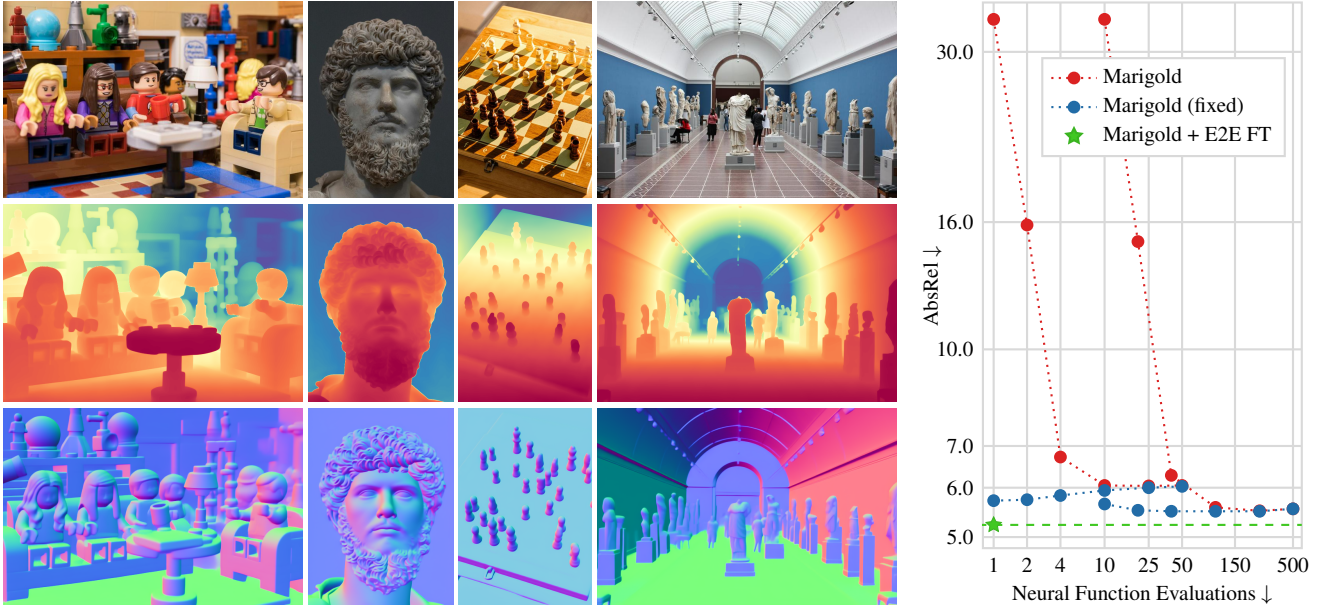 30.0
16.0
10.0
7.0
6.0
5.0
AbsRel ↓
Marigold
Marigold (fixed)
Marigold + E2E FT
1 2 4 10 25 50 150 500
Neural Function Evaluations ↓